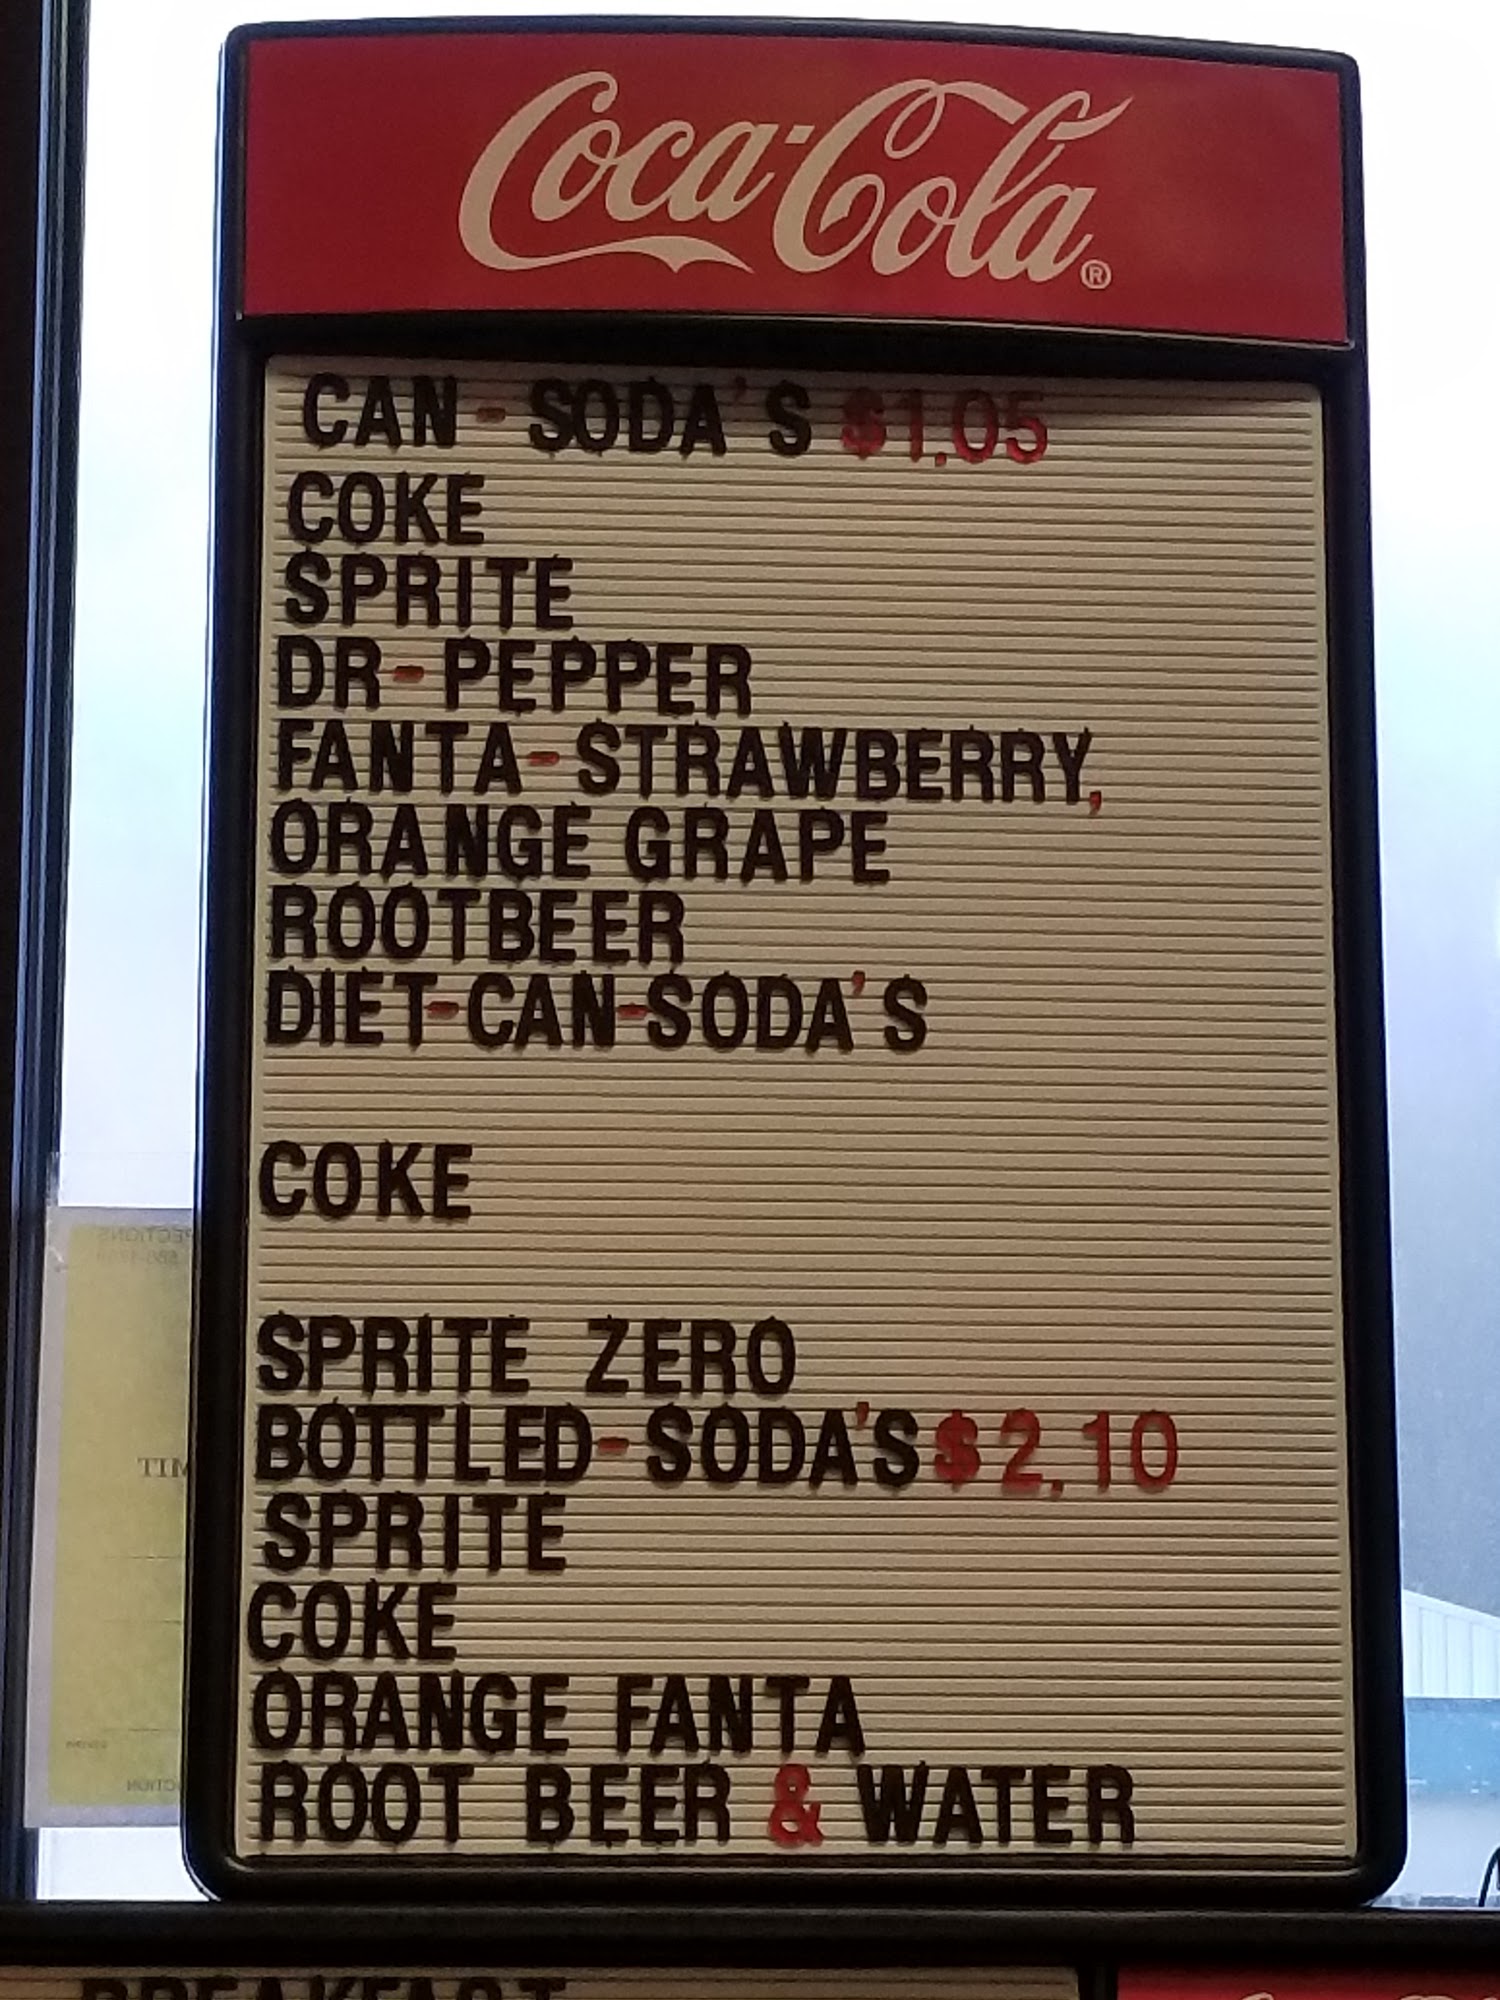 Coca-Cola®
CAN-SODA'S $1.05
COKE
SPRITE
DR-PEPPER
FANTA-STRAWBERRY,
ORANGE GRAPE
ROOTBEER
DIET-CAN-SODA'S
COKE
SPRITE ZERO
BOTTLED-SODA'S $2.10
SPRITE
COKE
ORANGE FANTA
ROOT BEER & WATER
BREAKFAST